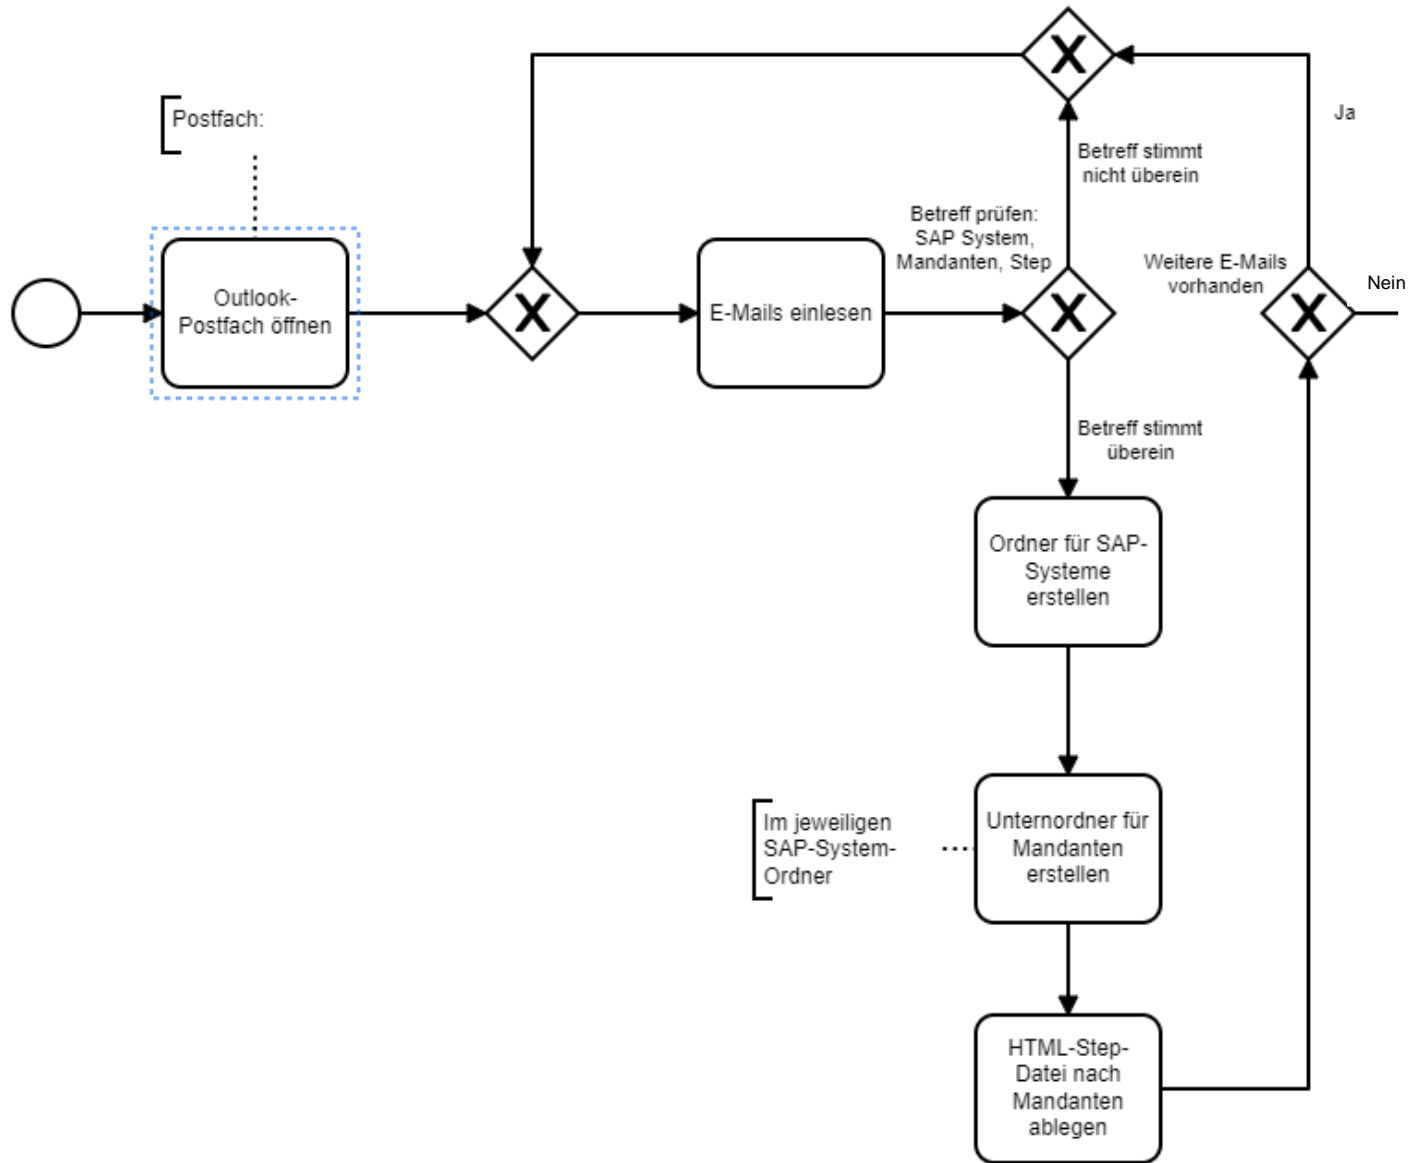 Postfach:
Outlook-
Postfach öffnen
E-Mails einlesen
Betreff prüfen:
SAP System,
Mandanten, Step
Betreff stimmt
nicht überein
Ja
Weitere E-Mails
vorhanden
Nein
Betreff stimmt
überein
Ordner für SAP-
Systeme
erstellen
Im jeweiligen
SAP-System-
Ordner
Unternordner für
Mandanten
erstellen
HTML-Step-
Datei nach
Mandanten
ablegen